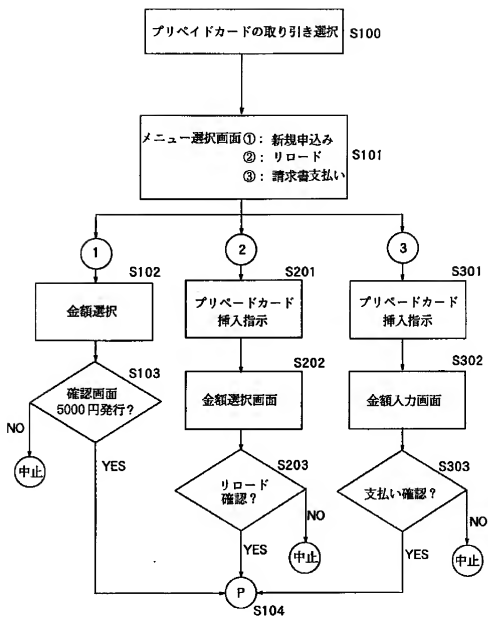 プリペイドカードの取り引き選択
S100
メニュー選択画面 ①： 新規申込み
②： リロード
③： 請求書支払い
S101
1
2
3
S102
金額選択
S201
プリペードカード
挿入指示
S301
プリペードカード
挿入指示
S103
確認画面
5000円発行？
NO
中止
YES
S202
金額選択画面
S302
金額入力画面
S203
リロード
確認？
NO
中止
YES
S303
支払い確認？
NO
中止
YES
P
S104